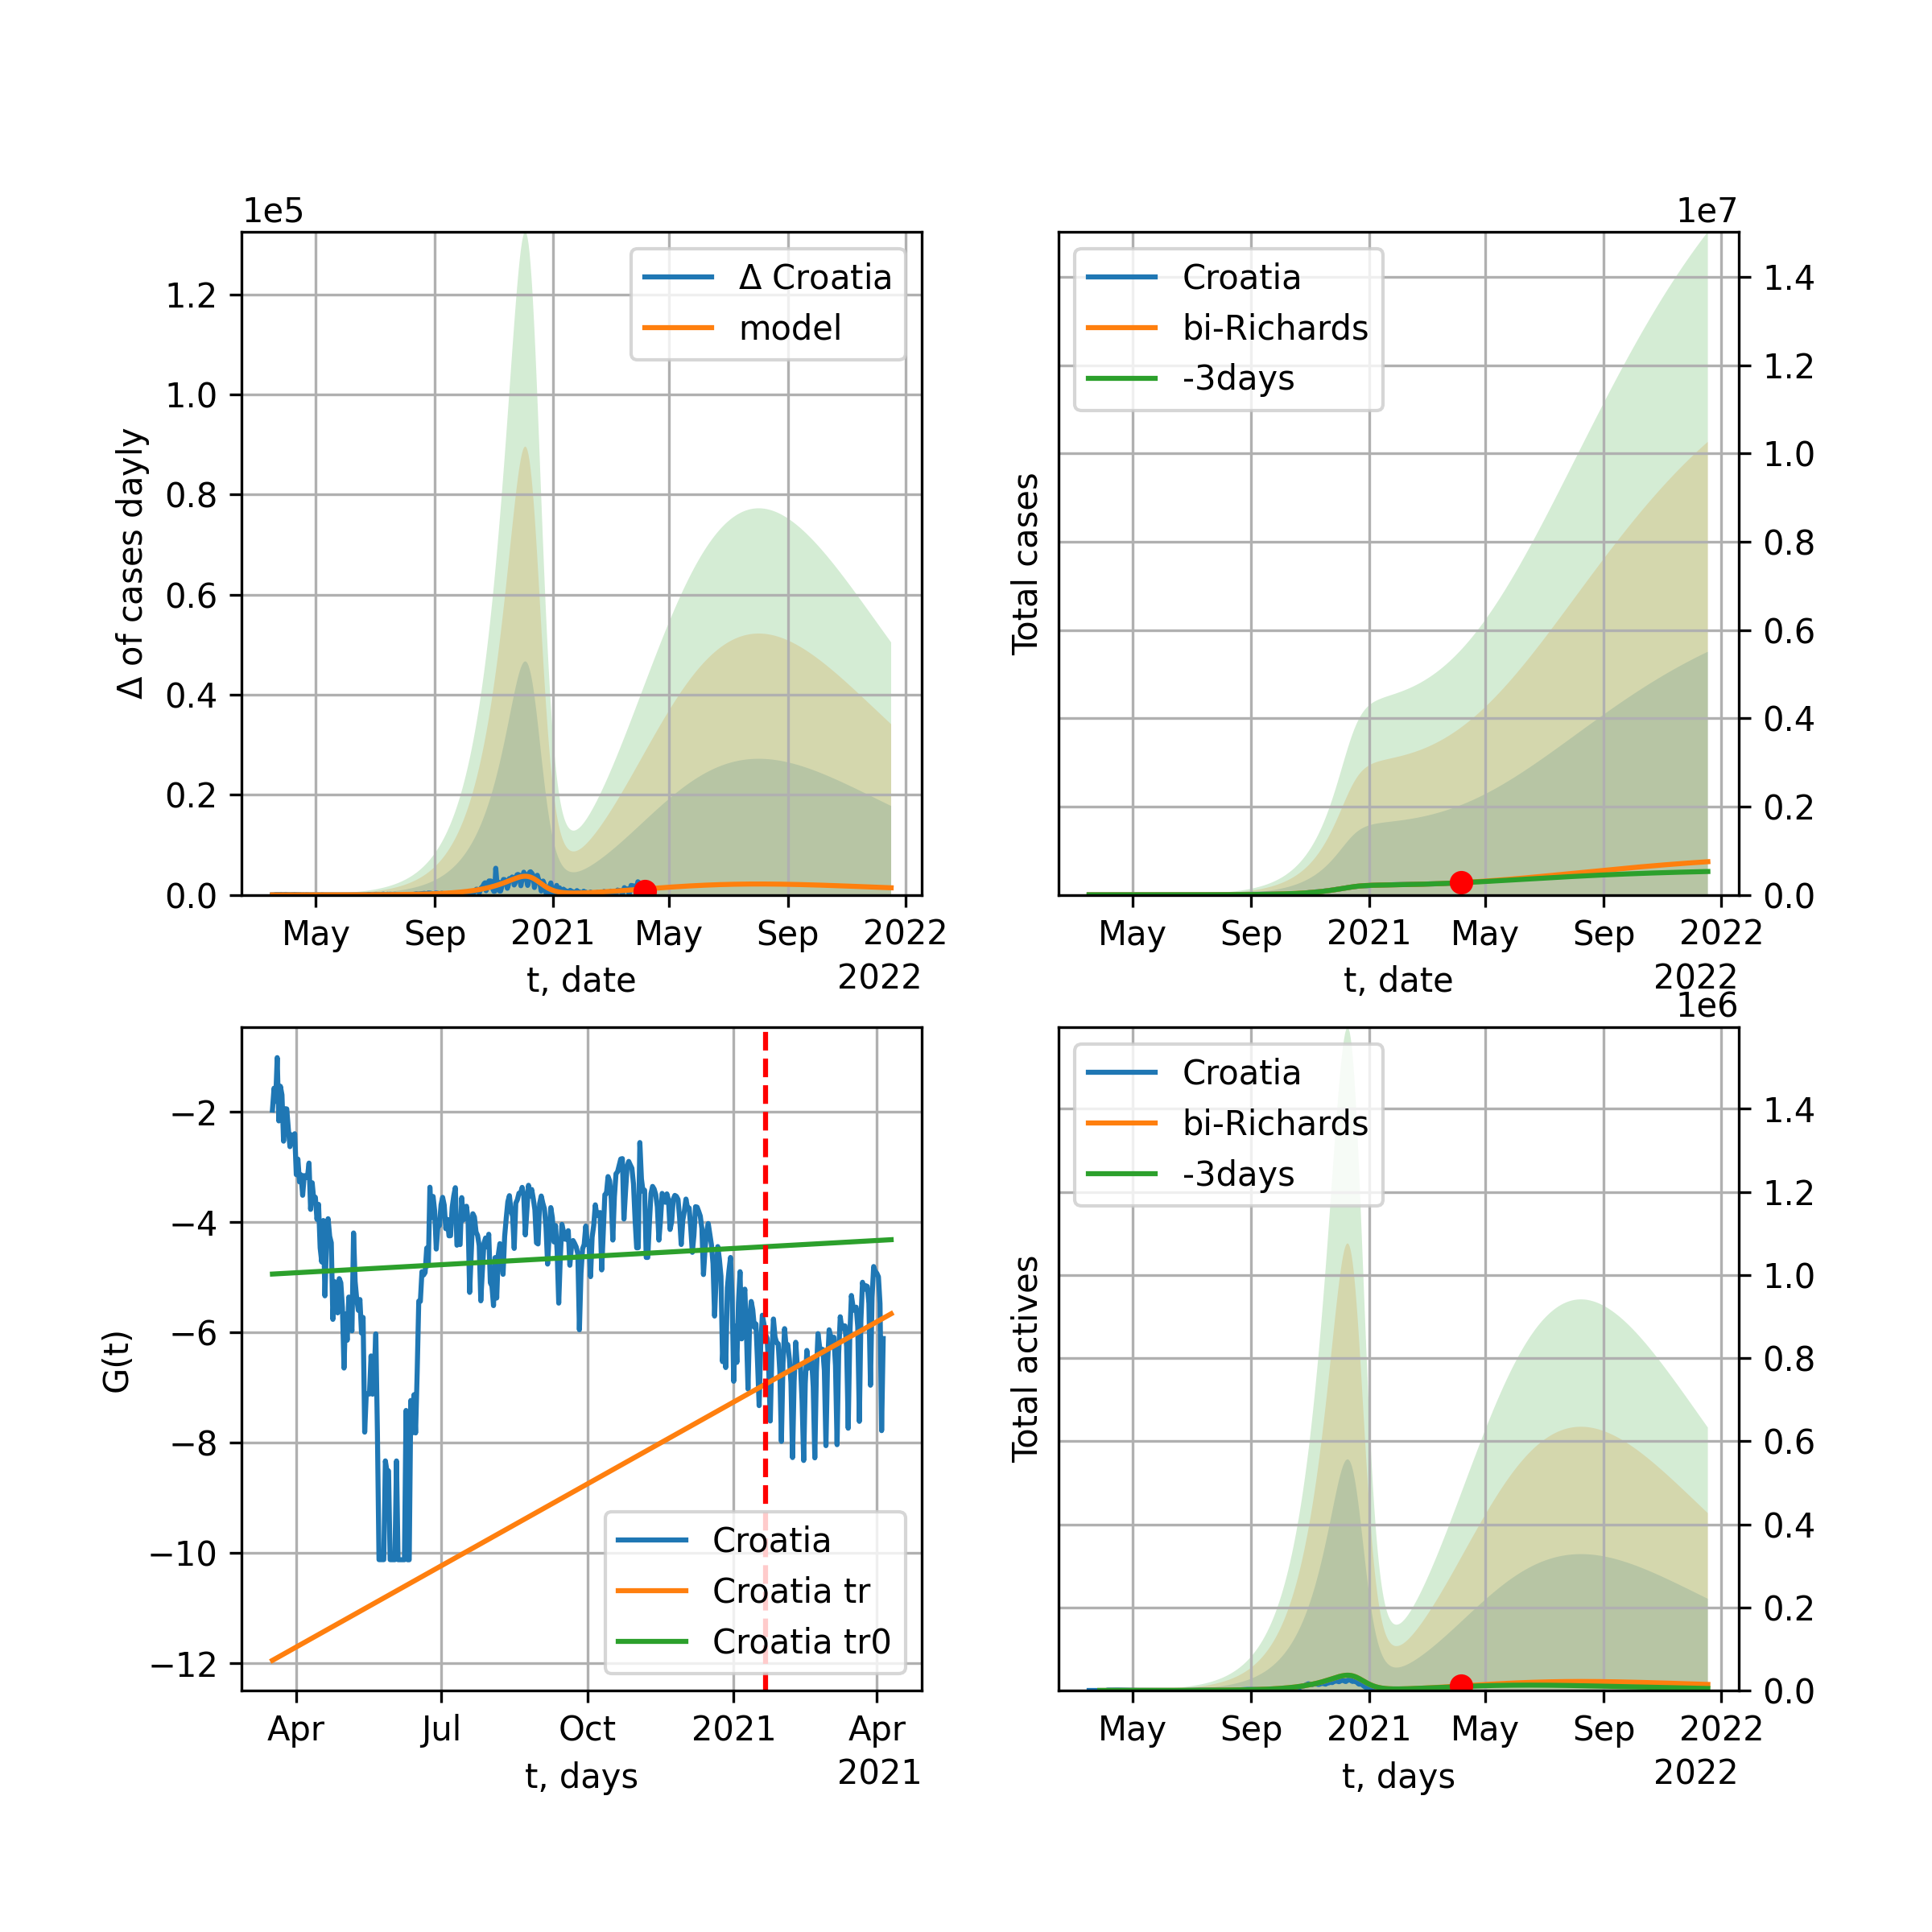 1e5
Δ Croatia
model
1.2
1.0
0.8
0.6
0.4
0.2
0.0
Δ of cases dayly
May Sep 2021 May Sep 2022
t, date
2022
1e7
Croatia
bi-Richards
-3days
1.4
1.2
1.0
0.8
0.6
0.4
0.2
0.0
Total cases
May Sep 2021 May Sep 2022
t, date
2022
−2
−4
−6
−8
−10
−12
G(t)
Croatia
Croatia tr
Croatia tr0
Apr Jul Oct 2021 Apr
t, days
2021
1e6
Croatia
bi-Richards
-3days
1.4
1.2
1.0
0.8
0.6
0.4
0.2
0.0
Total actives
May Sep 2021 May Sep 2022
t, days
2022